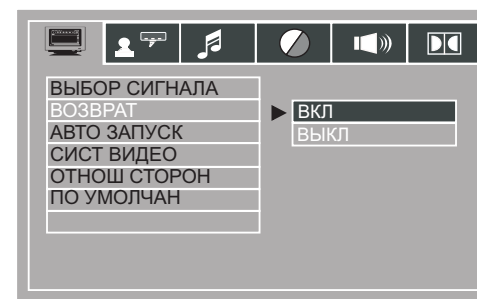 ВЫБОР СИГНАЛА
ВОЗВРАТ
АВТО ЗАПУСК
СИСТ ВИДЕО
ОТНОШ СТОРОН
ПО УМОЛЧАН
ВКЛ
ВЫКЛ